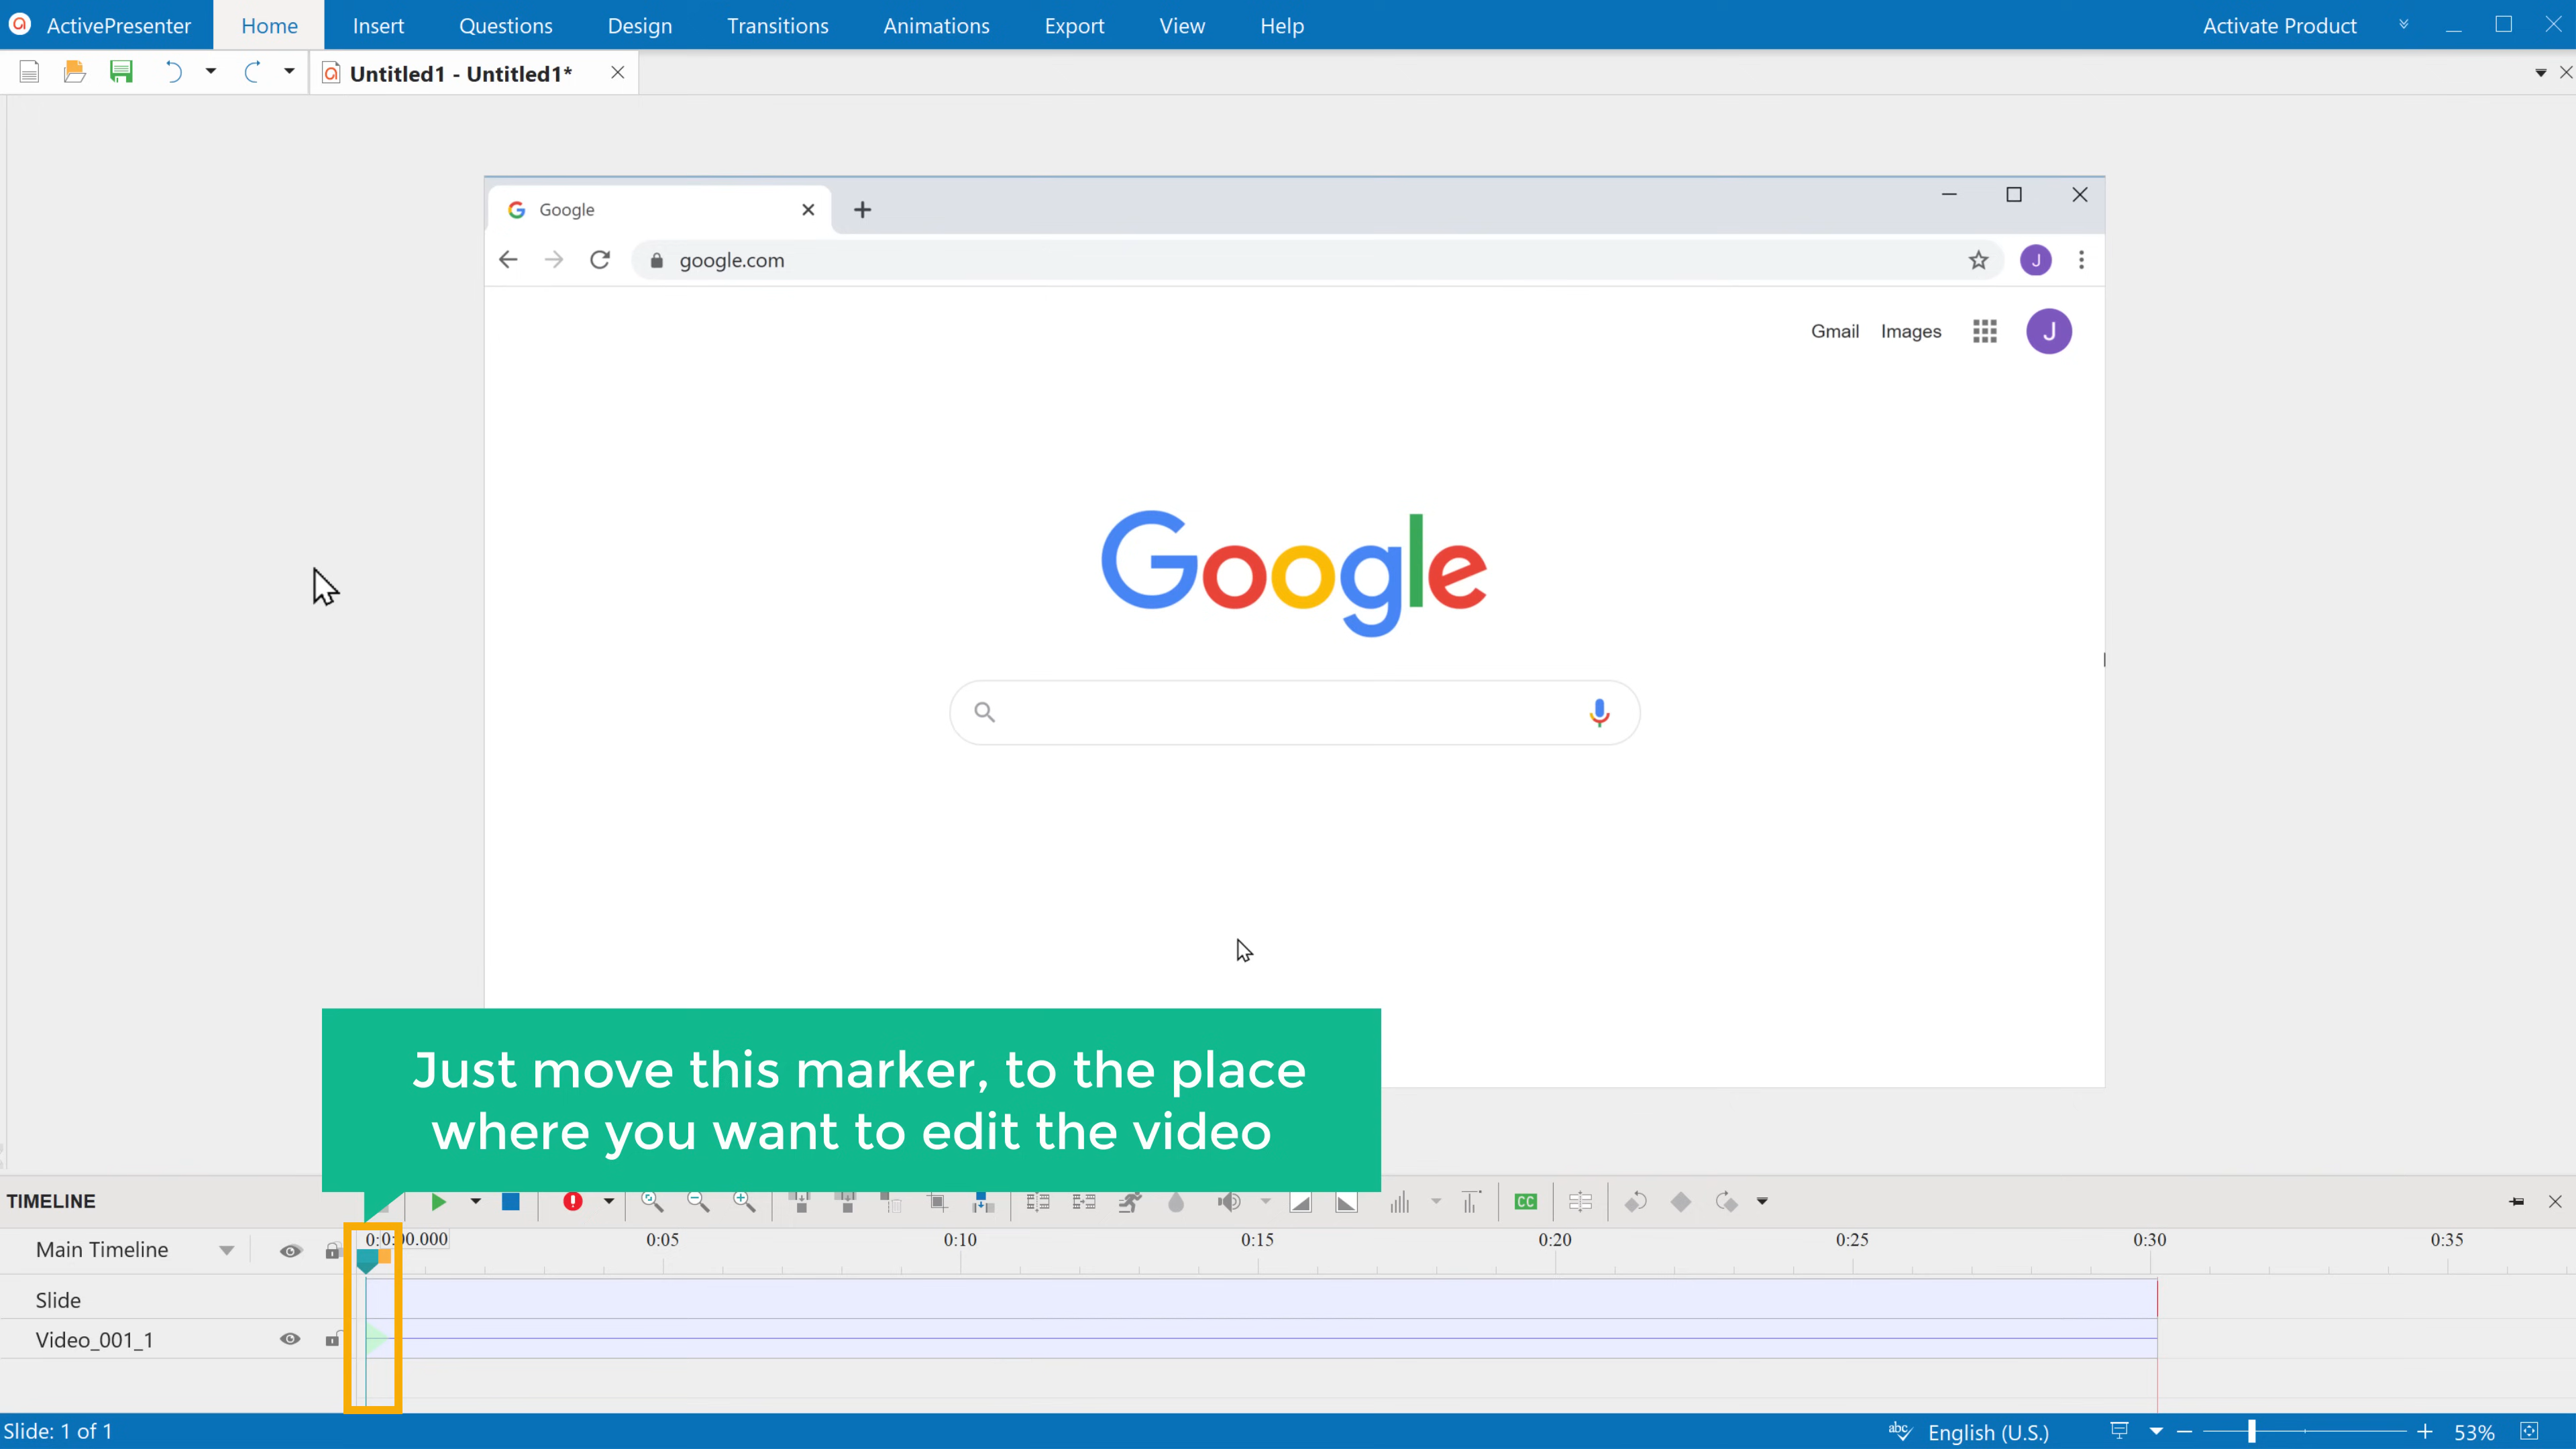 ActivePresenter Home Insert Questions Design Transitions Animations Export View Help Activate Product
Untitled1 - Untitled1*
Google
google.com
J
Gmail Images J
Google
Just move this marker, to the place
where you want to edit the video
TIMELINE CC
Main Timeline 0:05 0:10 0:15 0:20 0:25 0:30 0:35
Slide
Video_001_1
Slide: 1 of 1 abc English (U.S.) 53%